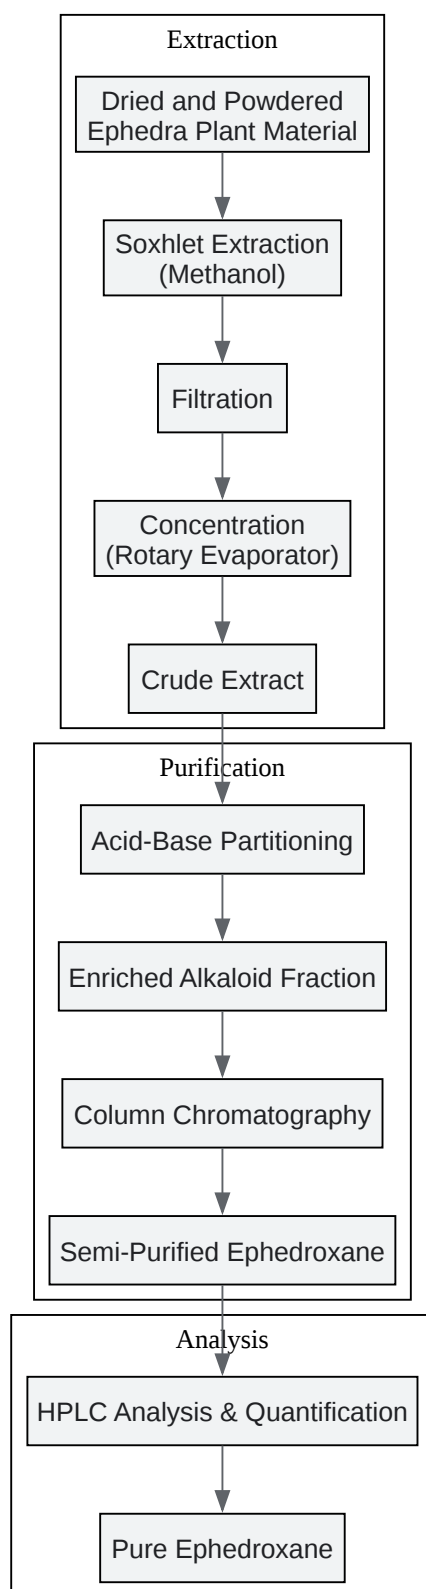 Extraction
Dried and Powdered
Ephedra Plant Material
Soxhlet Extraction
(Methanol)
Filtration
Concentration
(Rotary Evaporator)
Crude Extract
Purification
Acid-Base Partitioning
Enriched Alkaloid Fraction
Column Chromatography
Semi-Purified Ephedroxane
Analysis
HPLC Analysis & Quantification
Pure Ephedroxane